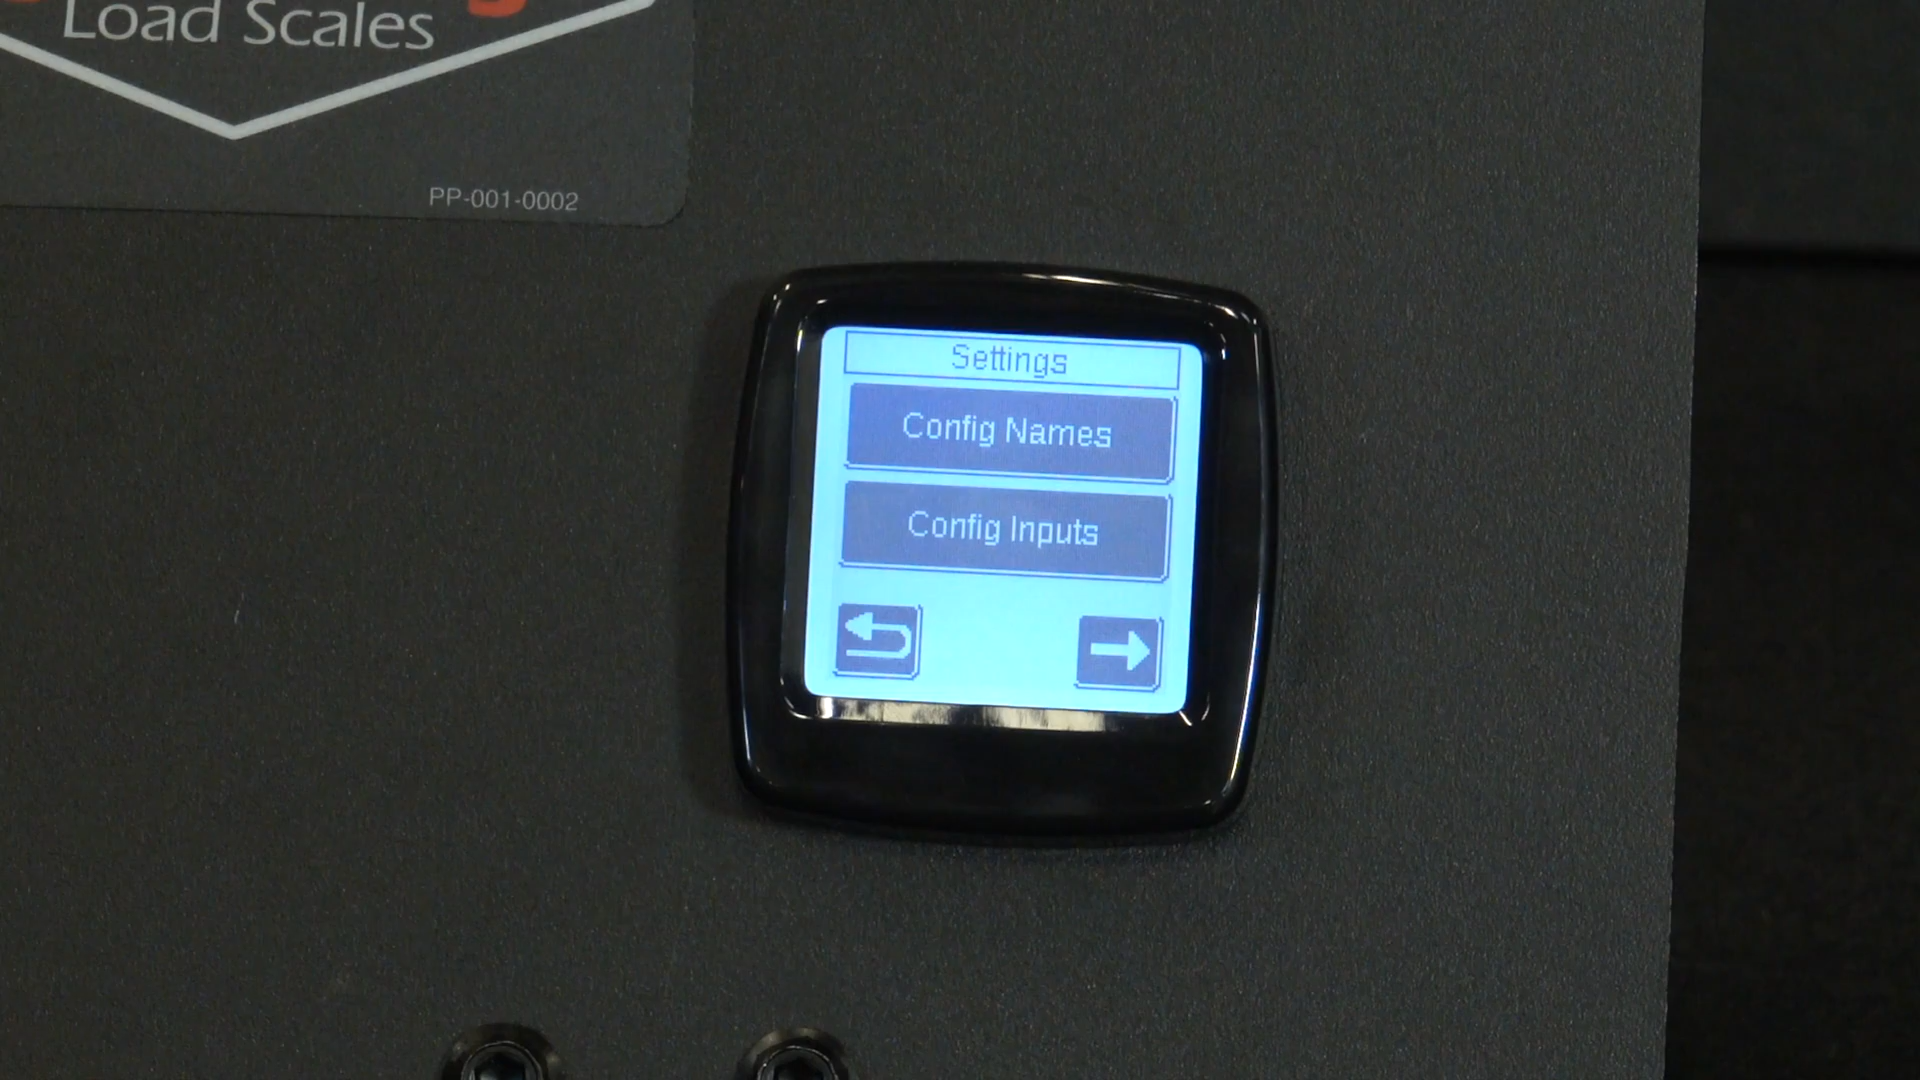 Load Scales
PP-001-0002
Settings
Config Names
Config Inputs